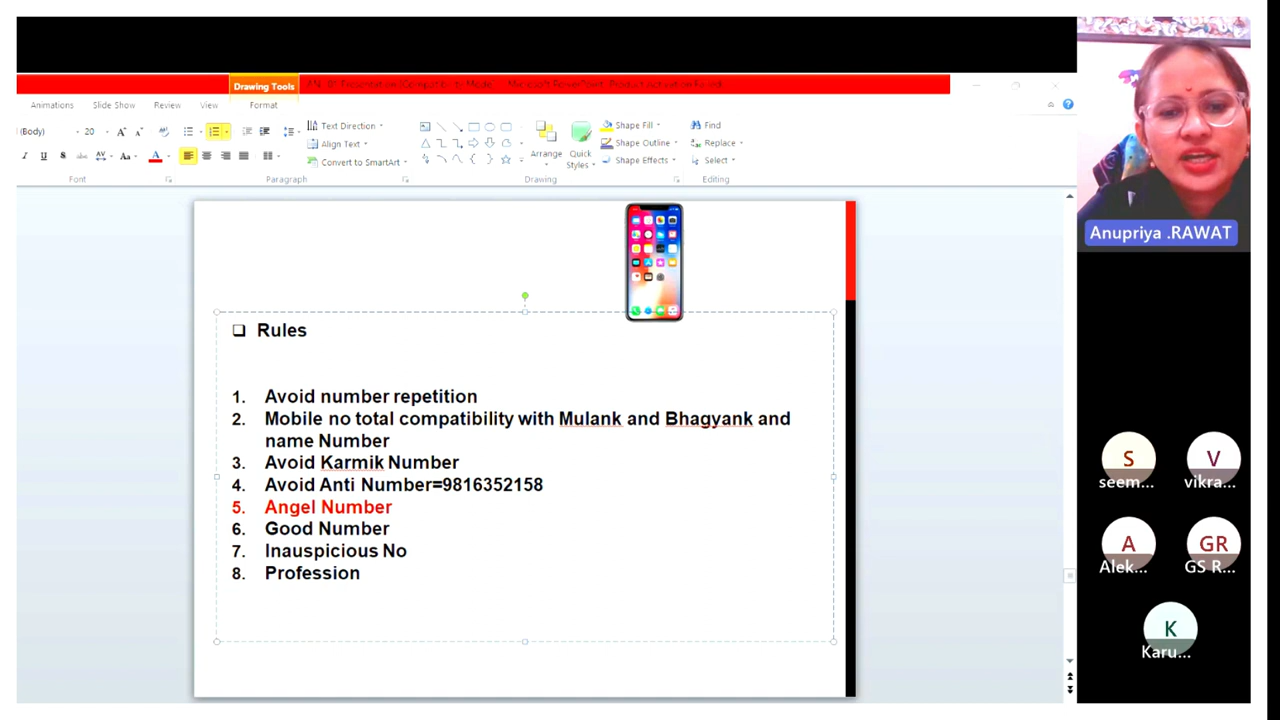 Drawing Tools
Animations Slide Show Review View Format
(Body) 20
Text Direction
Align Text
Convert to SmartArt
Arrange
Quick Styles
Shape Fill
Shape Outline
Shape Effects
Find
Replace
Select
Font Paragraph Drawing Editing
Anupriya .RAWAT
Rules
1. Avoid number repetition
2. Mobile no total compatibility with Mulank and Bhagyank and
name Number
3. Avoid Karmik Number
4. Avoid Anti Number=9816352158
5. Angel Number
6. Good Number
7. Inauspicious No
8. Profession
S
seem...
V
vikra...
A
Alek...
GR
GS R...
K
Karu...